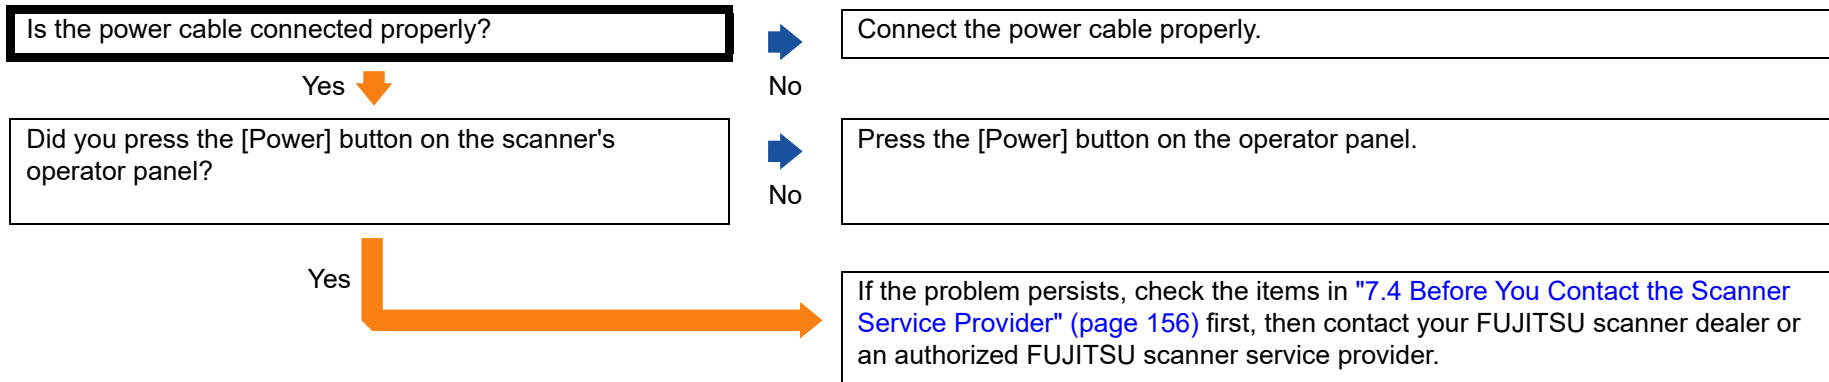 Is the power cable connected properly?
Connect the power cable properly.
Yes
No
Did you press the [Power] button on the scanner's
operator panel?
Press the [Power] button on the operator panel.
No
Yes
If the problem persists, check the items in "7.4 Before You Contact the Scanner
Service Provider" (page 156) first, then contact your FUJITSU scanner dealer or
an authorized FUJITSU scanner service provider.